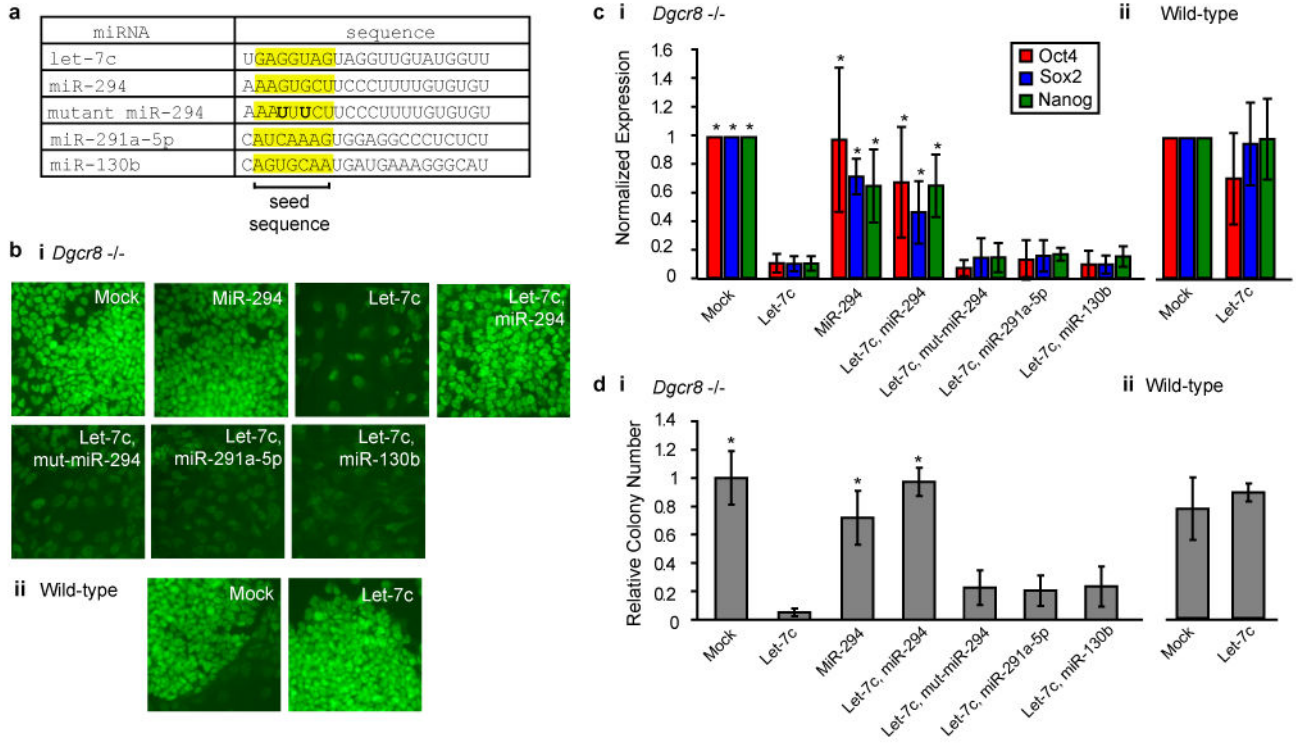 a
miRNA sequence
let-7c UGAGGUAGUAGGUUGUAUGGUU
miR-294 AAAGUGCUUCCCUUUUGUGUGU
mutant miR-294 AAAUUUCUUCCCUUUUGUGUGU
miR-291a-5p CAUCAAAGUGGAGGCCCUCUCU
miR-130b CAGUGCAAUGAUGAAAGGGCAU
seed
sequence
b i Dgcr8 -/-
Mock
MiR-294
Let-7c
Let-7c,
miR-294
Let-7c,
mut-miR-294
Let-7c,
miR-291a-5p
Let-7c,
miR-130b
ii Wild-type
Mock
Let-7c
c i Dgcr8 -/-
Normalized Expression
1.6
1.4
1.2
1
0.8
0.6
0.4
0.2
0
* * *
* * *
* * *
Oct4
Sox2
Nanog
Mock
Let-7c
MiR-294
Let-7c, miR-294
Let-7c, mut-miR-294
Let-7c, miR-291a-5p
Let-7c, miR-130b
ii Wild-type
Mock
Let-7c
d i Dgcr8 -/-
Relative Colony Number
1.4
1.2
1
0.8
0.6
0.4
0.2
0
* * *
Mock
Let-7c
MiR-294
Let-7c, miR-294
Let-7c, mut-miR-294
Let-7c, miR-291a-5p
Let-7c, miR-130b
ii Wild-type
Mock
Let-7c